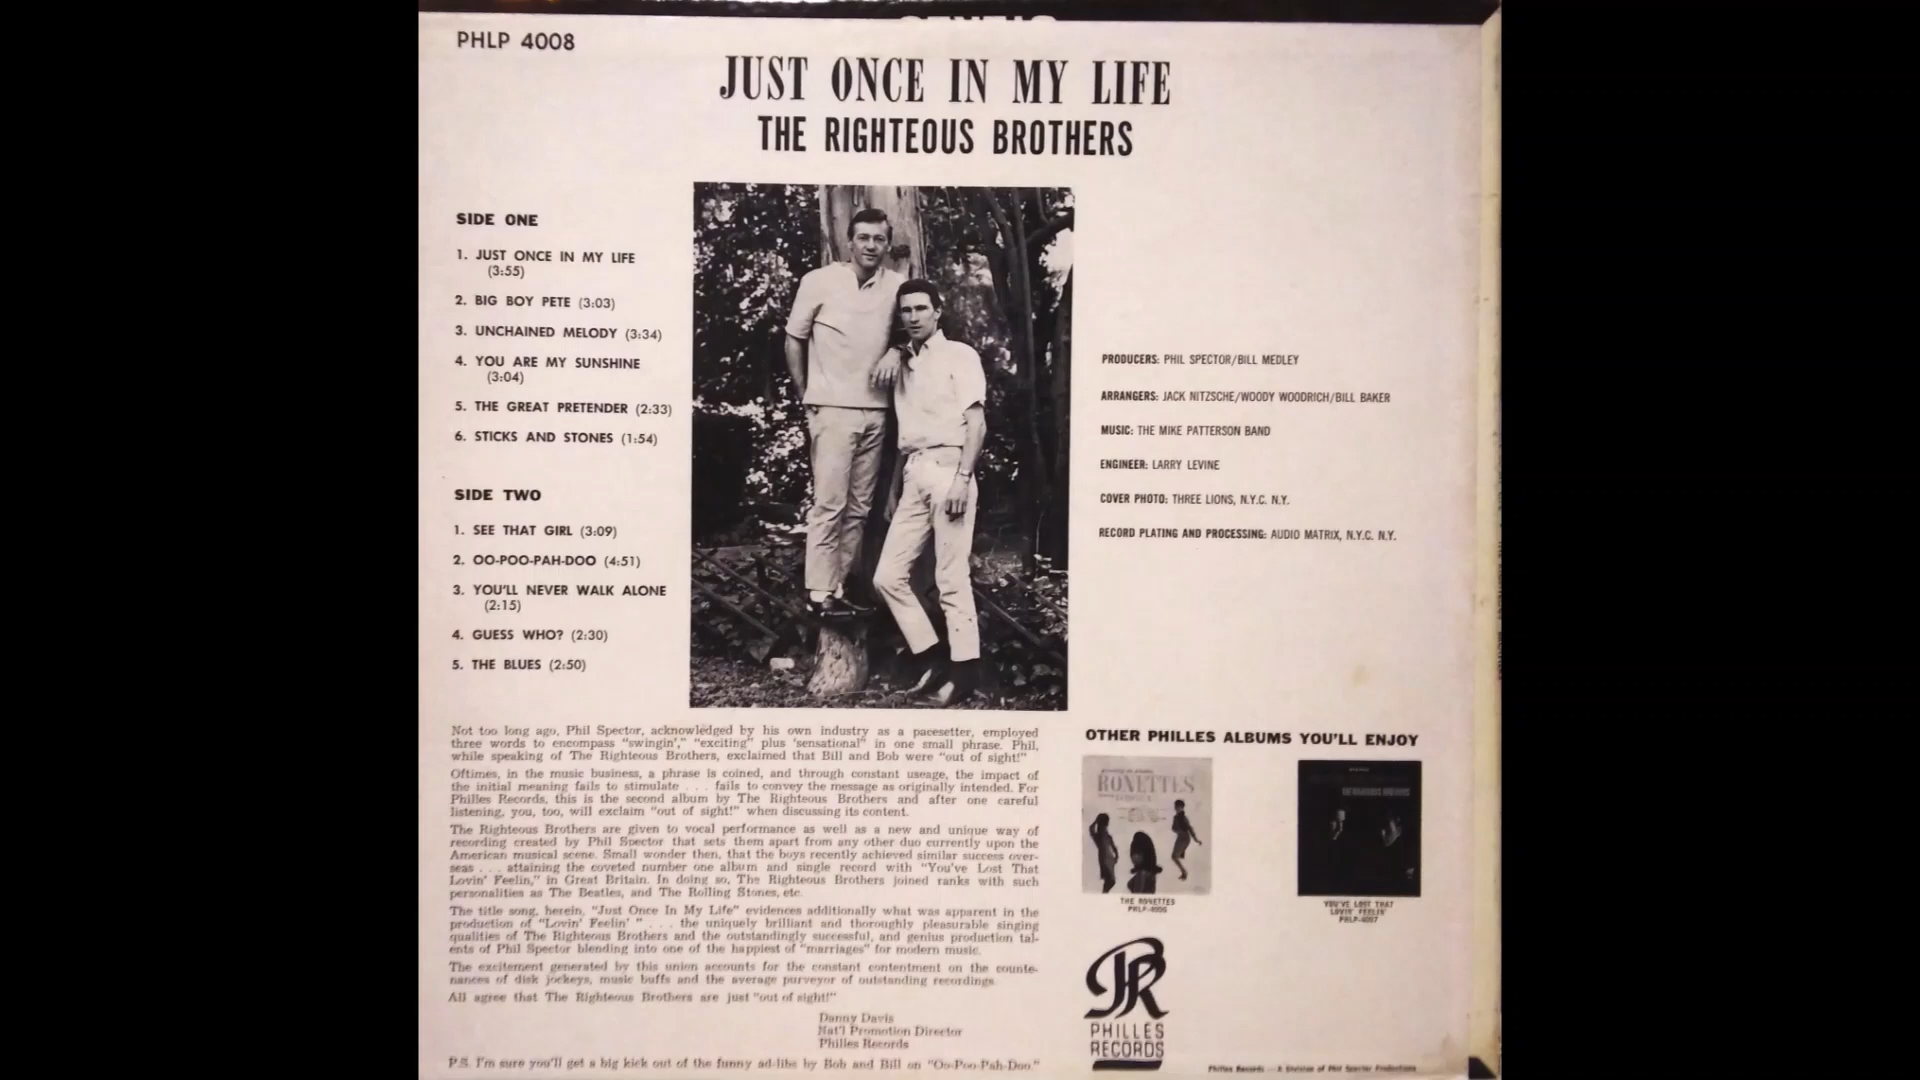 PHLP 4008
JUST ONCE IN MY LIFE
THE RIGHTEOUS BROTHERS
SIDE ONE
1. JUST ONCE IN MY LIFE
(3:55)
2. BIG BOY PETE (3:03)
3. UNCHAINED MELODY (3:34)
4. YOU ARE MY SUNSHINE
(3:04)
5. THE GREAT PRETENDER (2:33)
6. STICKS AND STONES (1:54)
SIDE TWO
1. SEE THAT GIRL (3:09)
2. OO-POO-PAH-DOO (4:51)
3. YOU'LL NEVER WALK ALONE
(2:15)
4. GUESS WHO? (2:30)
5. THE BLUES (2:50)
PRODUCERS: PHIL SPECTOR/BILL MEDLEY
ARRANGERS: JACK NITZSCHE/WOODY WOODRICH/BILL BAKER
MUSIC: THE MIKE PATTERSON BAND
ENGINEER: LARRY LEVINE
COVER PHOTO: THREE LIONS, N.Y.C. N.Y.
RECORD PLATING AND PROCESSING: AUDIO MATRIX, N.Y.C. N.Y.
Not too long ago, Phil Spector, acknowledged by his own industry as a pacesetter, employed
three words to encompass "swingin'," "exciting" plus 'sensational" in one small phrase. Phil,
while speaking of The Righteous Brothers, exclaimed that Bill and Bob were "out of sight!"
Oftimes, in the music business, a phrase is coined, and through constant useage, the impact of
the initial meaning fails to stimulate . . . fails to convey the message as originally intended. For
Philles Records, this is the second album by The Righteous Brothers and after one careful
listening, you, too, will exclaim "out of sight!" when discussing its content.
The Righteous Brothers are given to vocal performance as well as a new and unique way of
recording created by Phil Spector that sets them apart from any other duo currently upon the
American musical scene. Small wonder then, that the boys recently achieved similar success over-
seas . . . attaining the coveted number one album and single record with "You've Lost That
Lovin' Feelin," in Great Britain. In doing so, The Righteous Brothers joined ranks with such
personalities as The Beatles, and The Rolling Stones, etc.
The title song, herein, "Just Once In My Life" evidences additionally what was apparent in the
production of "Lovin' Feelin' " . . . the uniquely brilliant and thoroughly pleasurable singing
qualities of The Righteous Brothers and the outstandingly successful, and genius production tal-
ents of Phil Spector blending into one of the happiest of "marriages" for modern music.
The excitement generated by this union accounts for the constant contentment on the counte-
nances of disk jockeys, music buffs and the average purveyor of outstanding recordings.
All agree that The Righteous Brothers are just "out of sight!"
Danny Davis
Nat'l Promotion Director
Philles Records
P.S. I'm sure you'll get a big kick out of the funny ad-libs by Bob and Bill on "Oo-Poo-Pah-Doo."
OTHER PHILLES ALBUMS YOU'LL ENJOY
RONETTES
THE RIGHTEOUS BROTHERS
THE RONETTES
PHLP-4006
YOU'VE LOST THAT
LOVIN' FEELIN'
PHLP-4007
PHILLES
RECORDS
Philles Records — A Division of Phil Spector Productions